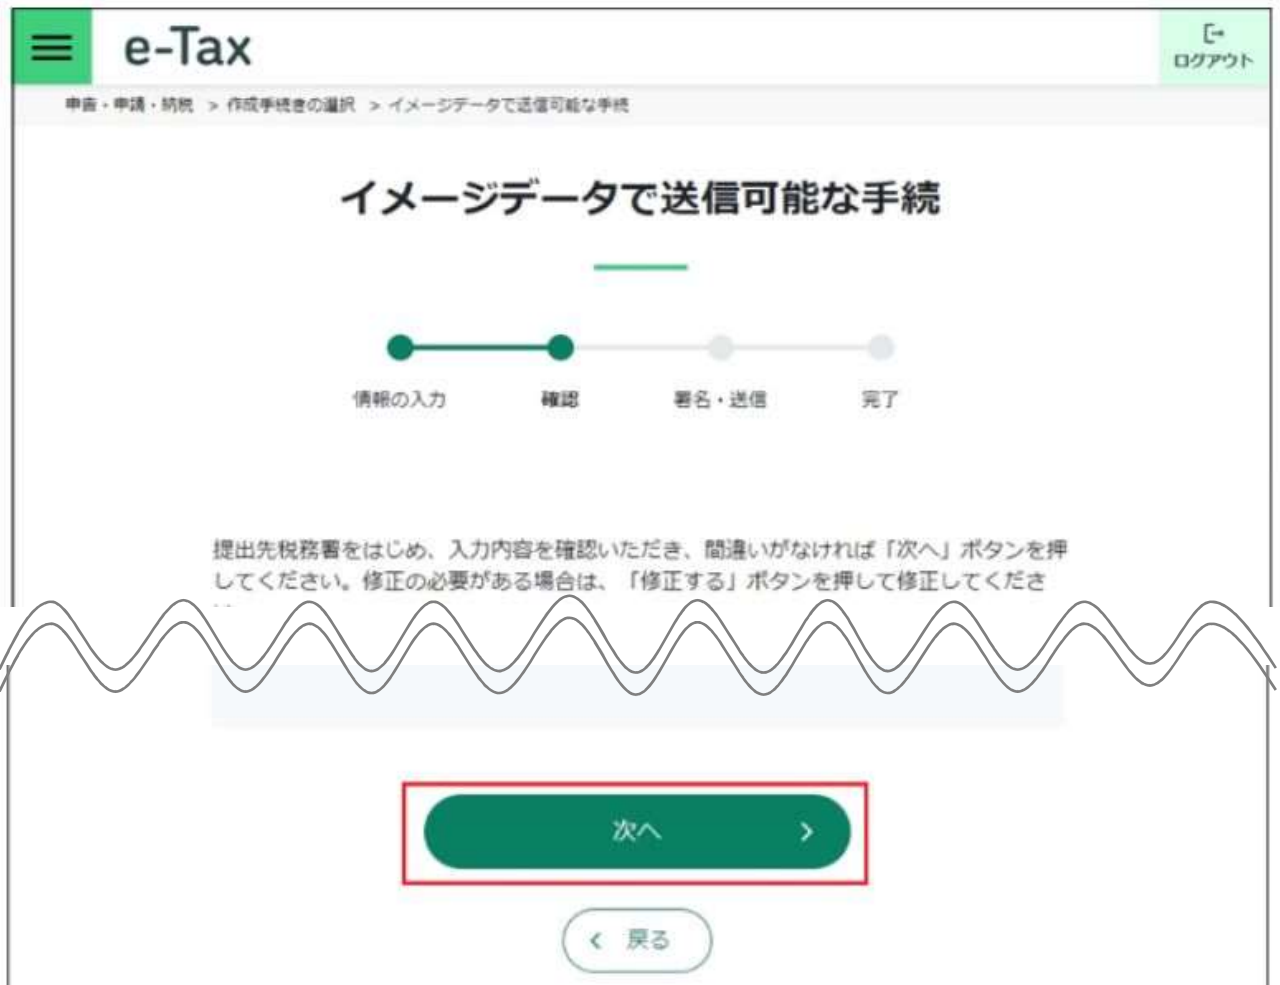 e-Tax
ログアウト
申告・申請・納税 > 作成手続きの選択 > イメージデータで送信可能な手続
イメージデータで送信可能な手続
情報の入力 確認 署名・送信 完了
提出先税務署をはじめ、入力内容を確認いただき、間違いがなければ「次へ」ボタンを押
してください。修正の必要がある場合は、「修正する」ボタンを押して修正してくださ
次へ
戻る